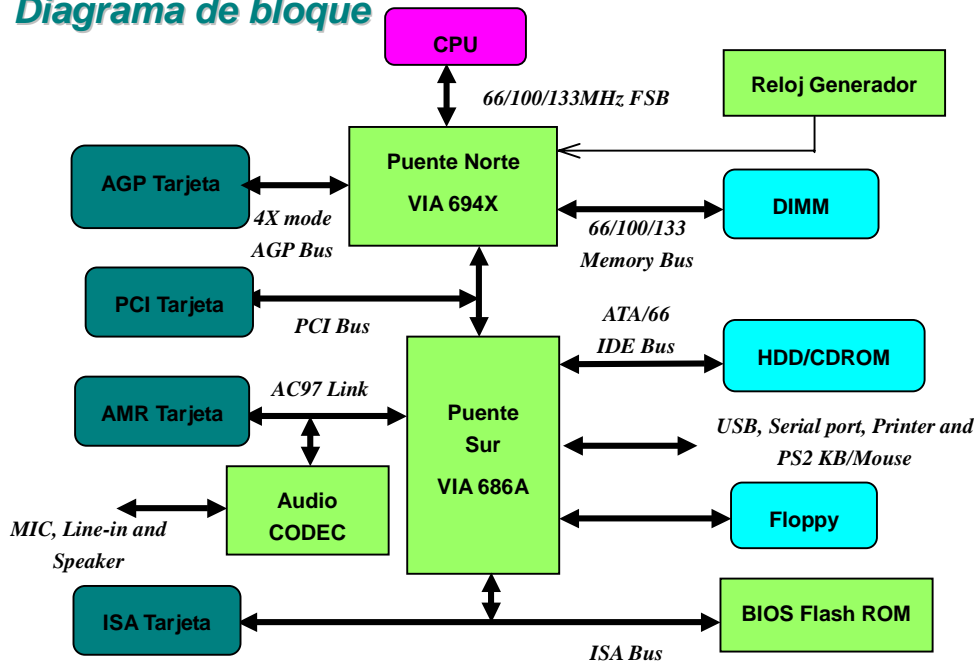 Diagrama de bloque
CPU
Reloj Generador
66/100/133MHz FSB
Puente Norte
VIA 694X
AGP Tarjeta
4X mode
AGP Bus
DIMM
66/100/133
Memory Bus
PCI Tarjeta
PCI Bus
ATA/66
IDE Bus
HDD/CDROM
AMR Tarjeta
AC97 Link
Puente
Sur
VIA 686A
USB, Serial port, Printer and
PS2 KB/Mouse
Audio
CODEC
MIC, Line-in and
Speaker
Floppy
ISA Tarjeta
BIOS Flash ROM
ISA Bus